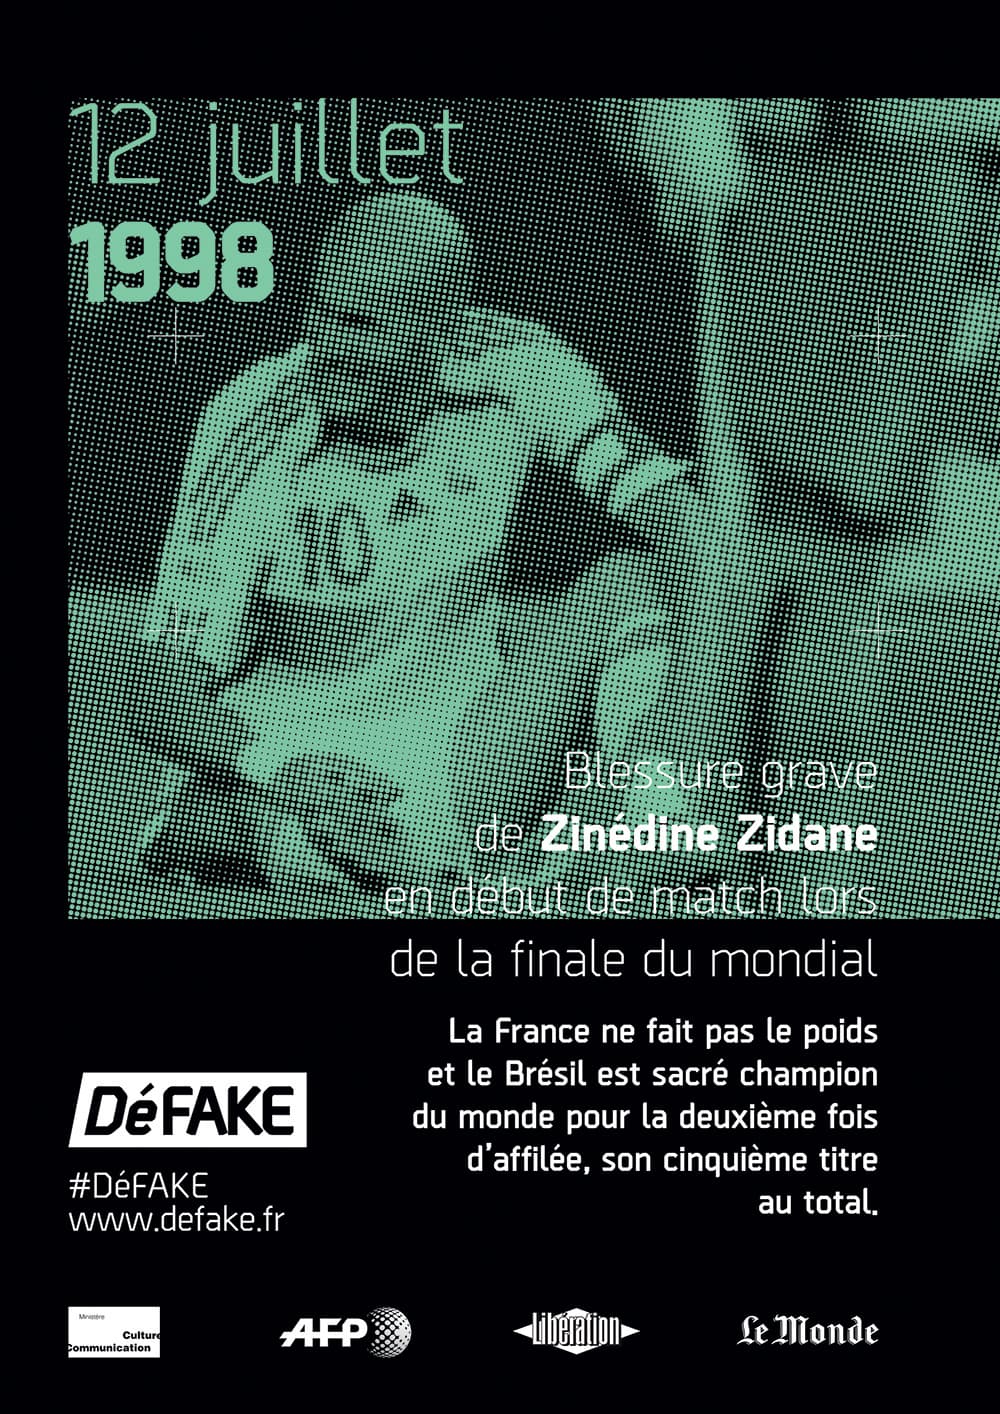 12 juillet
1998
10
Blessure grave
de Zinédine Zidane
en début de match lors
de la finale du mondial
La France ne fait pas le poids
et le Brésil est sacré champion
du monde pour la deuxième fois
d’affilée, son cinquième titre
au total.
DéFAKE
#DéFAKE
www.defake.fr
Ministère
Culture
Communication
AFP
Libération
Le Monde